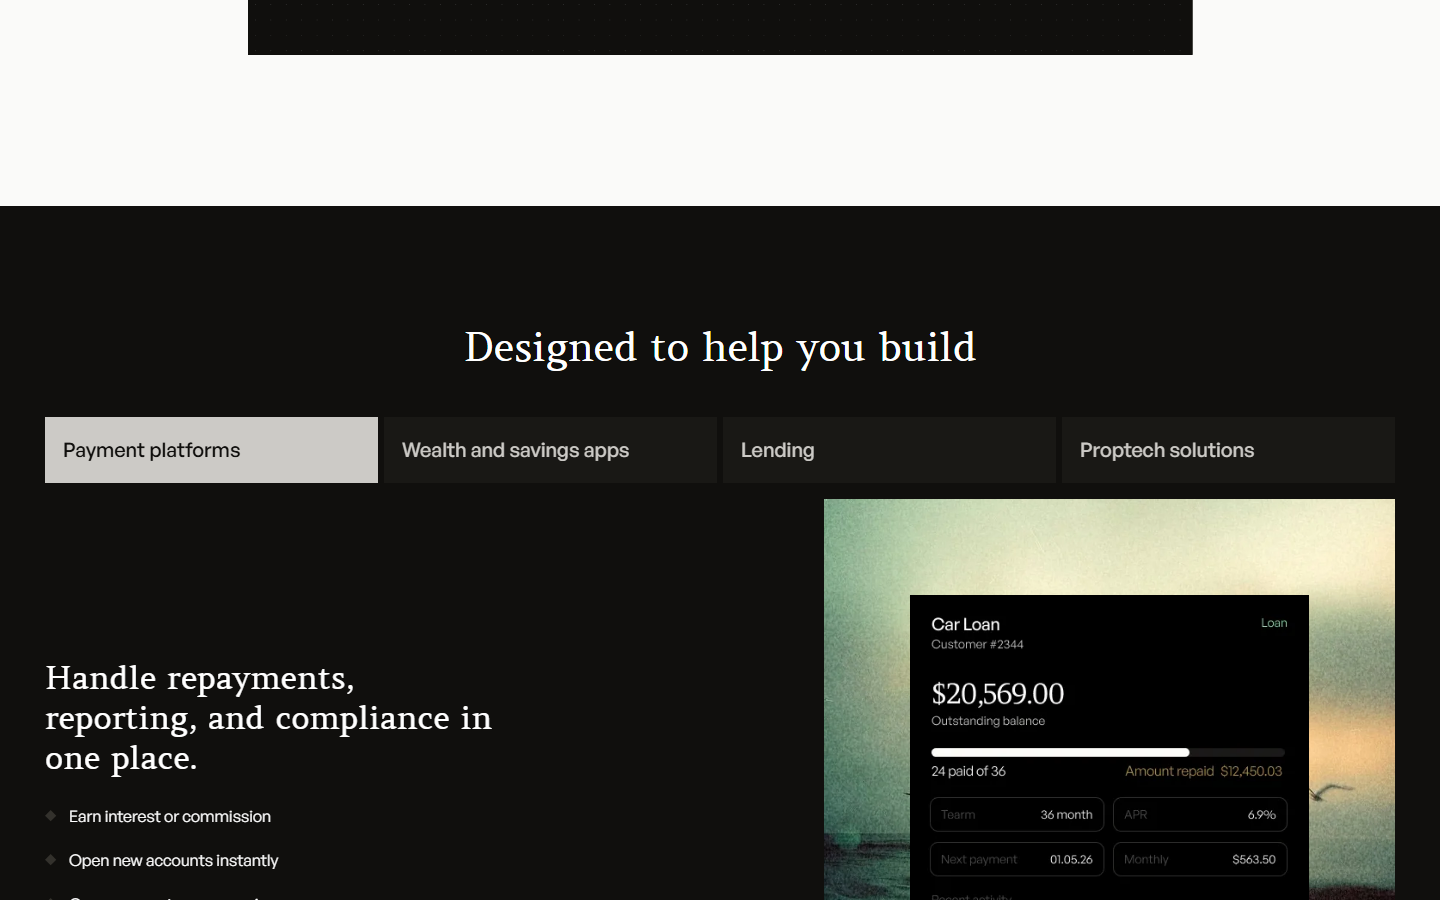 Designed to help you build
Payment platforms
Wealth and savings apps
Lending
Proptech solutions
Handle repayments,
reporting, and compliance in
one place.
Earn interest or commission
Open new accounts instantly
Car Loan
Loan
Customer #2344
$20,569.00
Outstanding balance
24 paid of 36
Amount repaid $12,450.03
Tearm 36 month
APR 6.9%
Next payment 01.05.26
Monthly $563.50
Recent activity